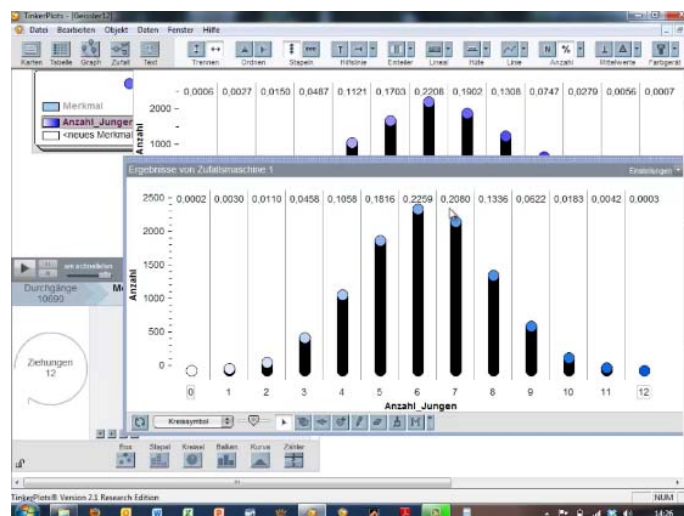 TinkerPlots - [Geissler12]
Datei Bearbeiten Objekt Daten Fenster Hilfe
Karten Tabelle Graph Zufall Text Trennen Ordnen Stapeln Hilfslinie Einteiler Lineal Hüte Linie Anzahl Mittelwerte Farbgerät
N %
Merkmal
Anzahl_Jungen
<neues Merkmal
Anzahl
2000
1000
0,0006 0,0027 0,0150 0,0487 0,1121 0,1703 0,2208 0,1902 0,1308 0,0747 0,0279 0,0056 0,0007
Ergebnisse von Zufallsmaschine 1 Einstellungen
2500 0,0002 0,0030 0,0110 0,0458 0,1058 0,1816 0,2259 0,2080 0,1336 0,0622 0,0183 0,0042 0,0003
2000
1500
1000
500
0
Anzahl
0 1 2 3 4 5 6 7 8 9 10 11 12
Anzahl_Jungen
Kreissymbol
am schnellsten
Durchgänge
10690
Ziehungen
12
Box Stapel Kreisel Balken Kurve Zähler
TinkerPlots® Version 2.1 Research Edition NUM
14:26